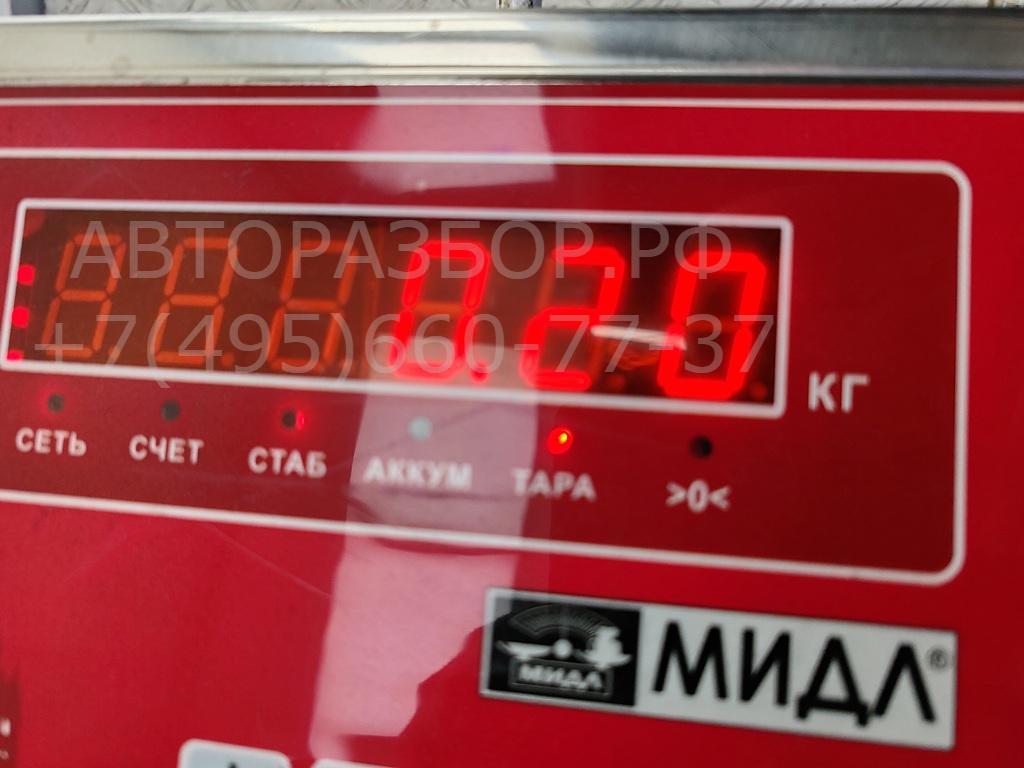 АВТОРАЗБОР.РФ
+7(495)660-77-37
0.20
КГ
СЕТЬ СЧЕТ СТАБ АККУМ ТАРА >0<
МИДЛ МИДЛ®